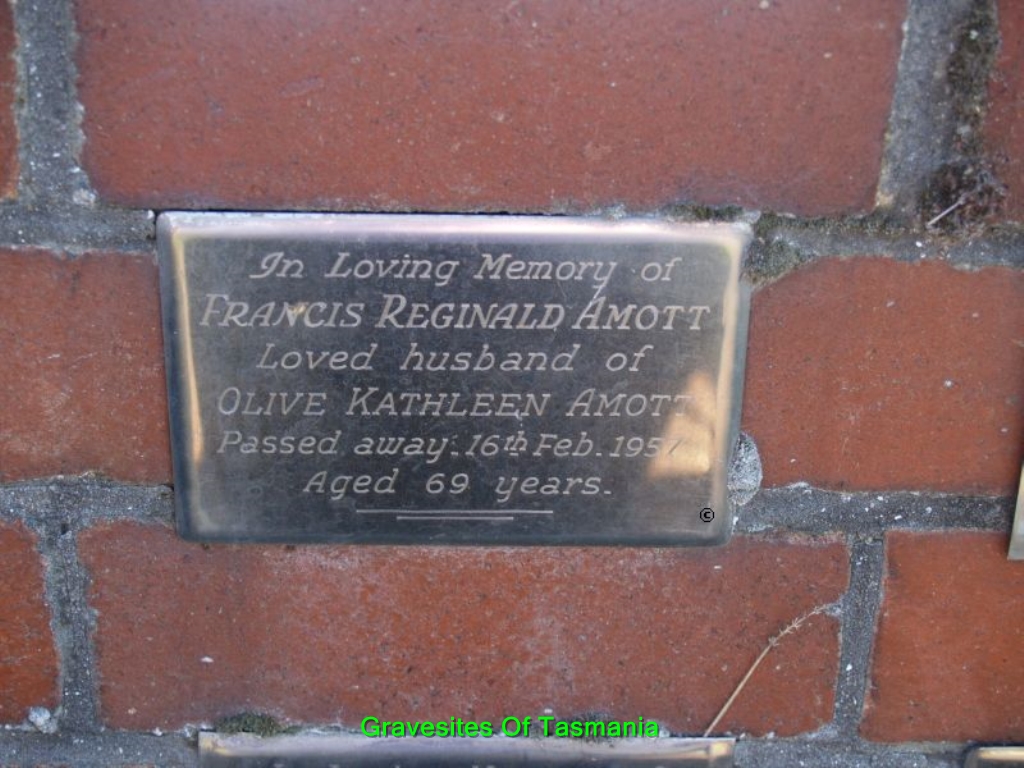 In Loving Memory of
FRANCIS REGINALD AMOTT
Loved husband of
OLIVE KATHLEEN AMOTT
Passed away. 16th Feb. 1957
Aged 69 years.
©
Gravesites Of Tasmania